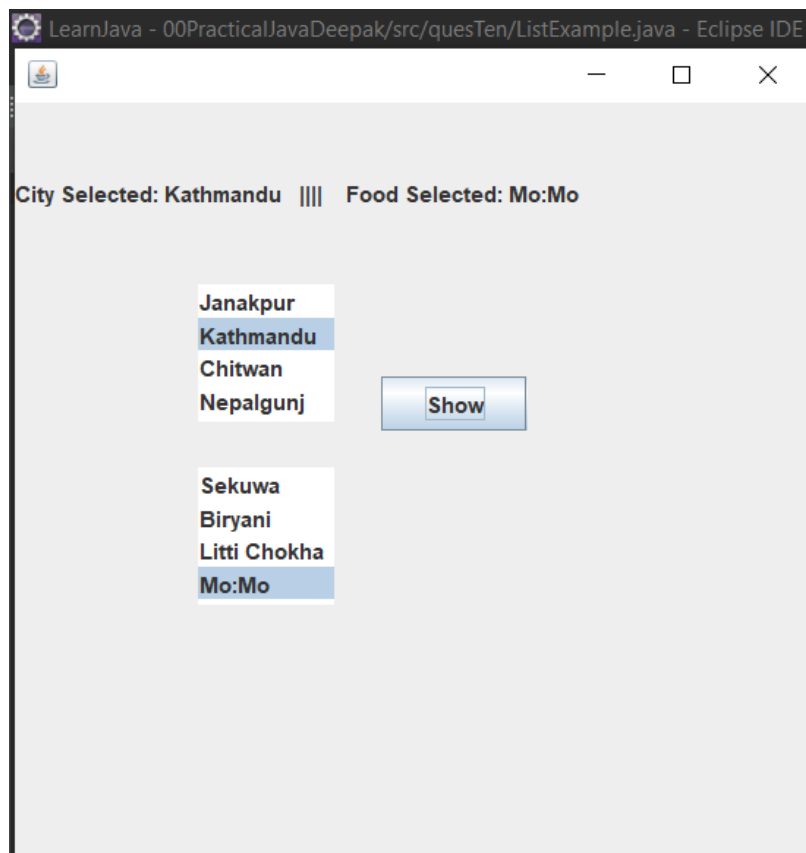 LearnJava - 00PracticalJavaDeepak/src/quesTen/ListExample.java - Eclipse IDE
City Selected: Kathmandu |||| Food Selected: Mo:Mo
Janakpur
Kathmandu
Chitwan
Nepalgunj
Show
Sekuwa
Biryani
Litti Chokha
Mo:Mo